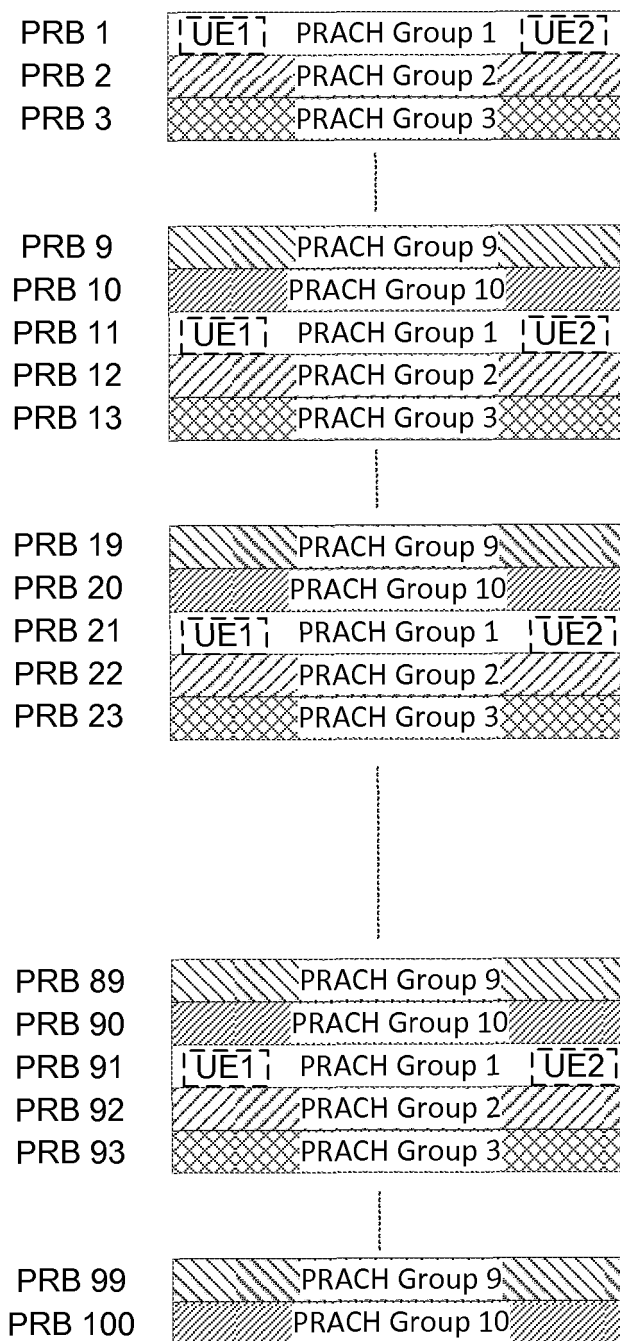 PRB 1 UE1 PRACH Group 1 UE2
PRB 2 PRACH Group 2
PRB 3 PRACH Group 3
PRB 9 PRACH Group 9
PRB 10 PRACH Group 10
PRB 11 UE1 PRACH Group 1 UE2
PRB 12 PRACH Group 2
PRB 13 PRACH Group 3
PRB 19 PRACH Group 9
PRB 20 PRACH Group 10
PRB 21 UE1 PRACH Group 1 UE2
PRB 22 PRACH Group 2
PRB 23 PRACH Group 3
PRB 89 PRACH Group 9
PRB 90 PRACH Group 10
PRB 91 UE1 PRACH Group 1 UE2
PRB 92 PRACH Group 2
PRB 93 PRACH Group 3
PRB 99 PRACH Group 9
PRB 100 PRACH Group 10